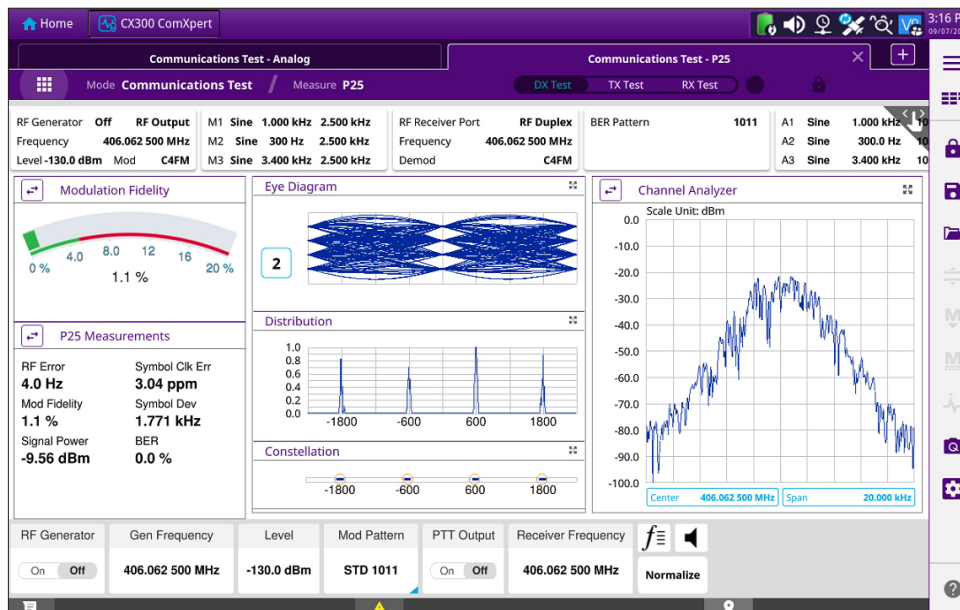 Home
CX300 ComXpert
3:16 P
09/07/20
Communications Test - Analog
Communications Test - P25
Mode Communications Test / Measure P25
DX Test TX Test RX Test
RF Generator Off RF Output
Frequency 406.062 500 MHz
Level -130.0 dBm Mod C4FM
M1 Sine 1.000 kHz 2.500 kHz
M2 Sine 300 Hz 2.500 kHz
M3 Sine 3.400 kHz 2.500 kHz
RF Receiver Port RF Duplex
Frequency 406.062 500 MHz
Demod C4FM
BER Pattern 1011
A1 Sine 1.000 kHz 10
A2 Sine 300.0 Hz 10
A3 Sine 3.400 kHz 10
Modulation Fidelity
0 % 4.0 8.0 12 16 20 %
1.1 %
P25 Measurements
RF Error
4.0 Hz
Symbol Clk Err
3.04 ppm
Mod Fidelity
1.1 %
Symbol Dev
1.771 kHz
Signal Power
-9.56 dBm
BER
0.0 %
Eye Diagram
2
Distribution
1.0
0.8
0.6
0.4
0.2
0.0
-1800 -600 600 1800
Constellation
-1800 -600 600 1800
Channel Analyzer
Scale Unit: dBm
0.0
-10.0
-20.0
-30.0
-40.0
-50.0
-60.0
-70.0
-80.0
-90.0
-100.0
Center 406.062 500 MHz Span 20.000 kHz
RF Generator
On Off
Gen Frequency
406.062 500 MHz
Level
-130.0 dBm
Mod Pattern
STD 1011
PTT Output
On Off
Receiver Frequency
406.062 500 MHz
Normalize
M
M